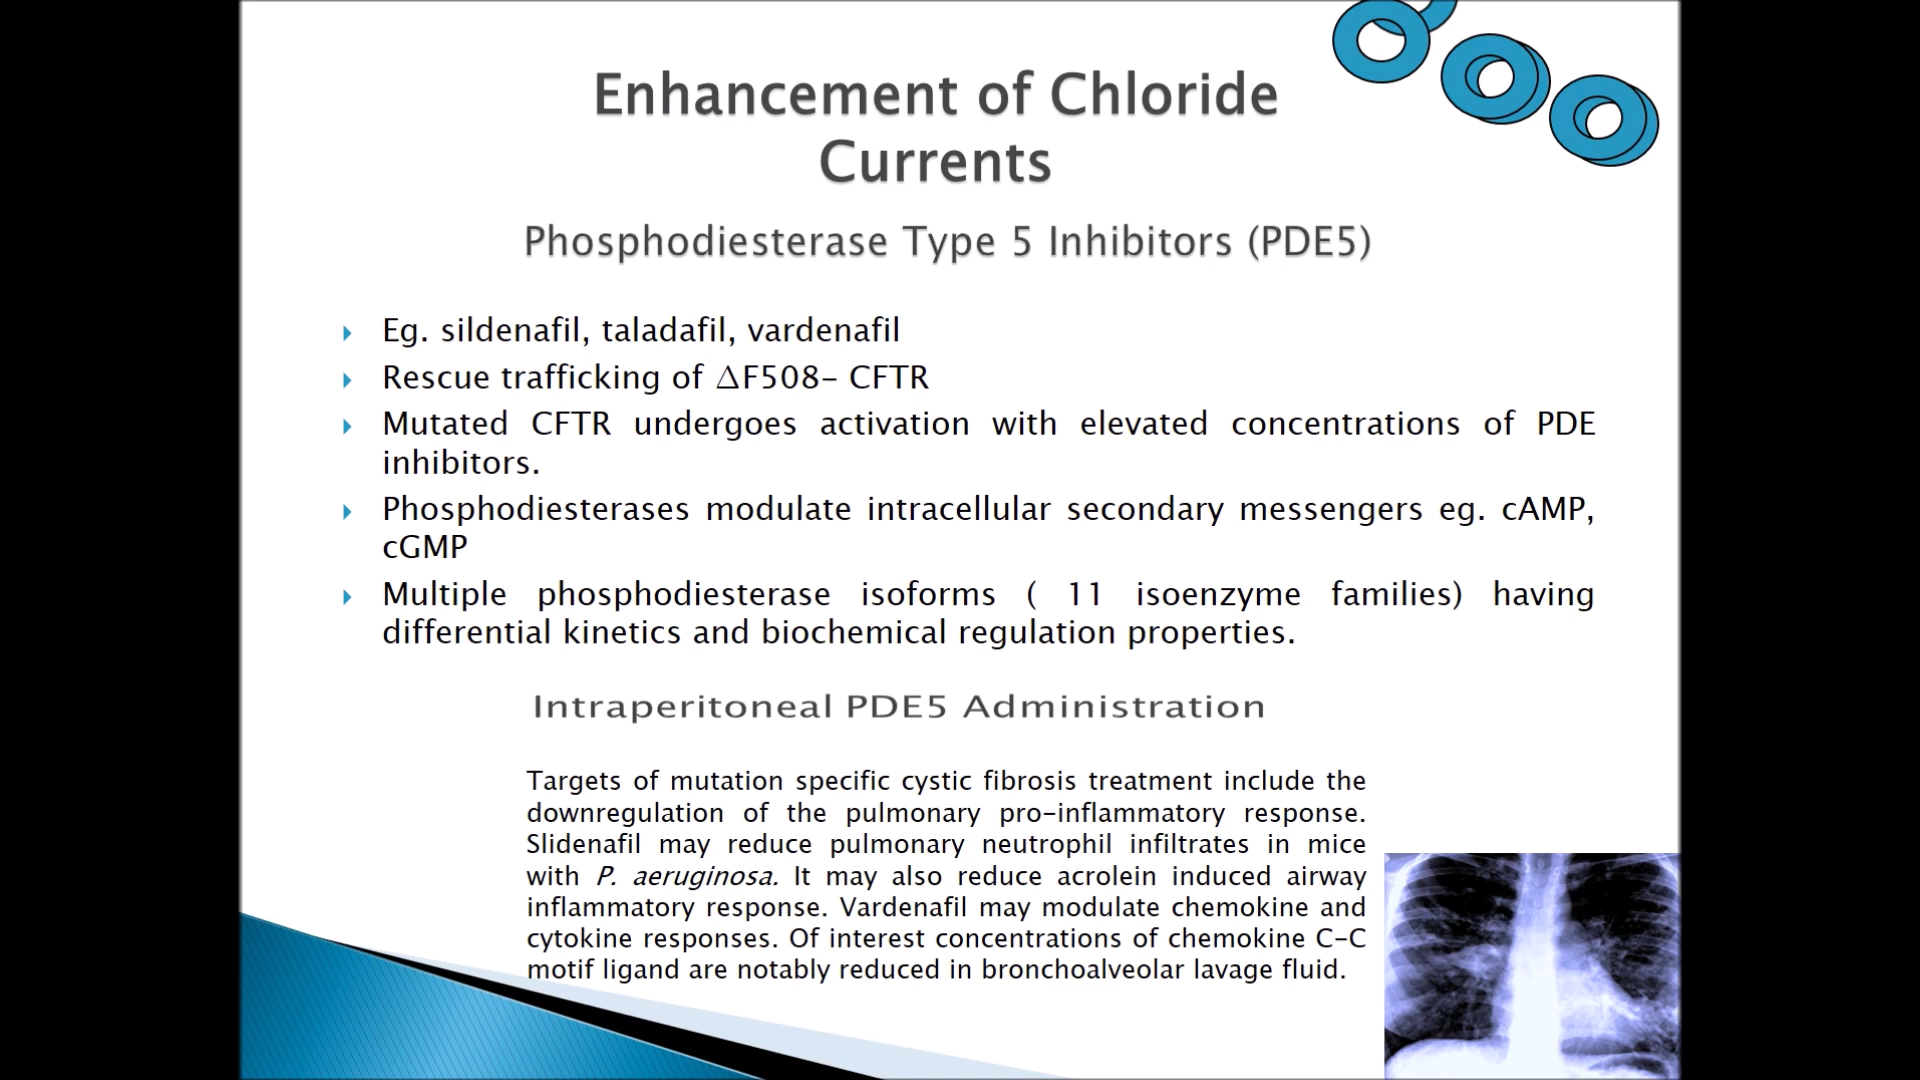 Enhancement of Chloride
Currents
Phosphodiesterase Type 5 Inhibitors (PDE5)
Eg. sildenafil, taladafil, vardenafil
Rescue trafficking of ΔF508- CFTR
Mutated CFTR undergoes activation with elevated concentrations of PDE
inhibitors.
Phosphodiesterases modulate intracellular secondary messengers eg. cAMP,
cGMP
Multiple phosphodiesterase isoforms ( 11 isoenzyme families) having
differential kinetics and biochemical regulation properties.
Intraperitoneal PDE5 Administration
Targets of mutation specific cystic fibrosis treatment include the
downregulation of the pulmonary pro-inflammatory response.
Slidenafil may reduce pulmonary neutrophil infiltrates in mice
with P. aeruginosa. It may also reduce acrolein induced airway
inflammatory response. Vardenafil may modulate chemokine and
cytokine responses. Of interest concentrations of chemokine C-C
motif ligand are notably reduced in bronchoalveolar lavage fluid.